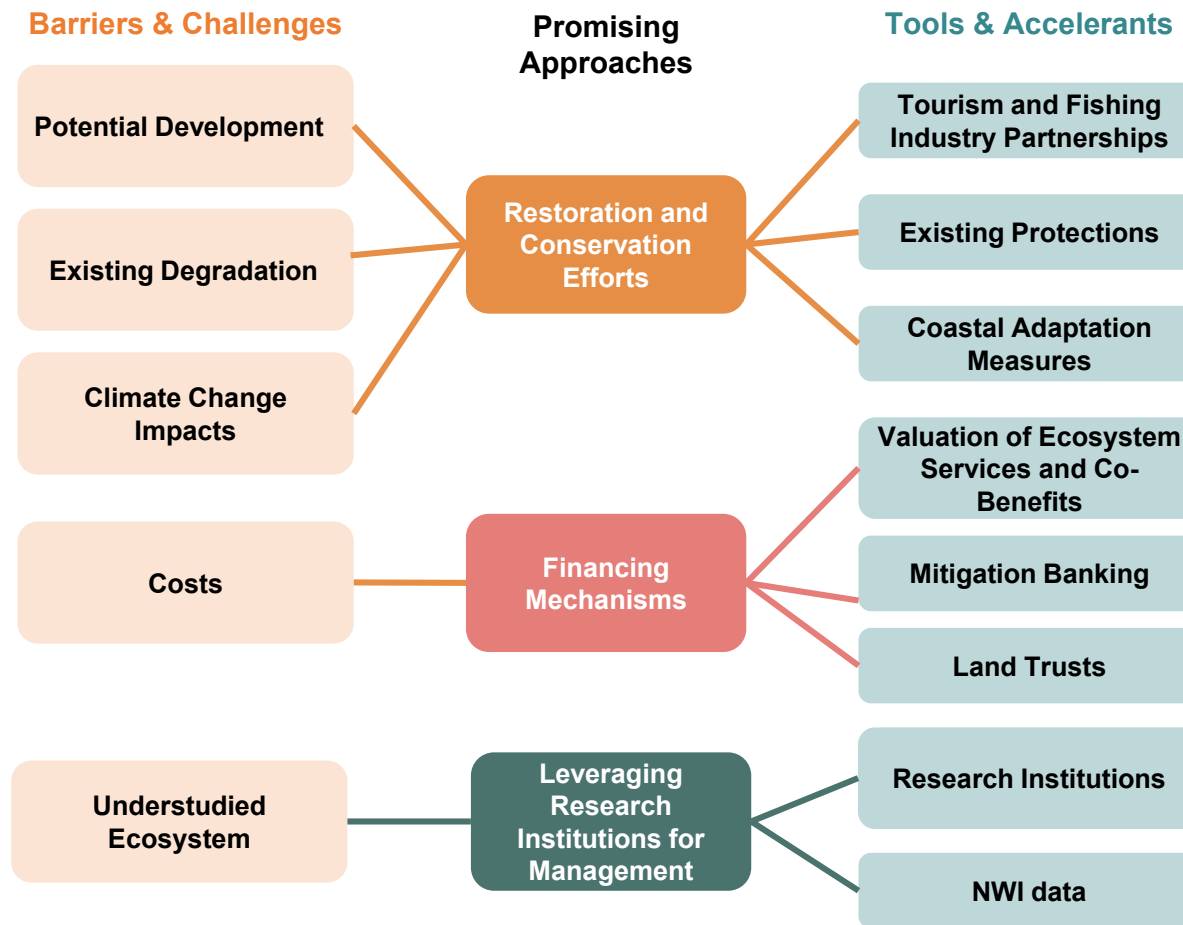 Barriers & Challenges
Promising
Approaches
Tools & Accelerants
Potential Development
Existing Degradation
Climate Change
Impacts
Costs
Understudied
Ecosystem
Restoration and
Conservation
Efforts
Financing
Mechanisms
Leveraging
Research
Institutions for
Management
Tourism and Fishing
Industry Partnerships
Existing Protections
Coastal Adaptation
Measures
Valuation of Ecosystem
Services and Co-
Benefits
Mitigation Banking
Land Trusts
Research Institutions
NWI data